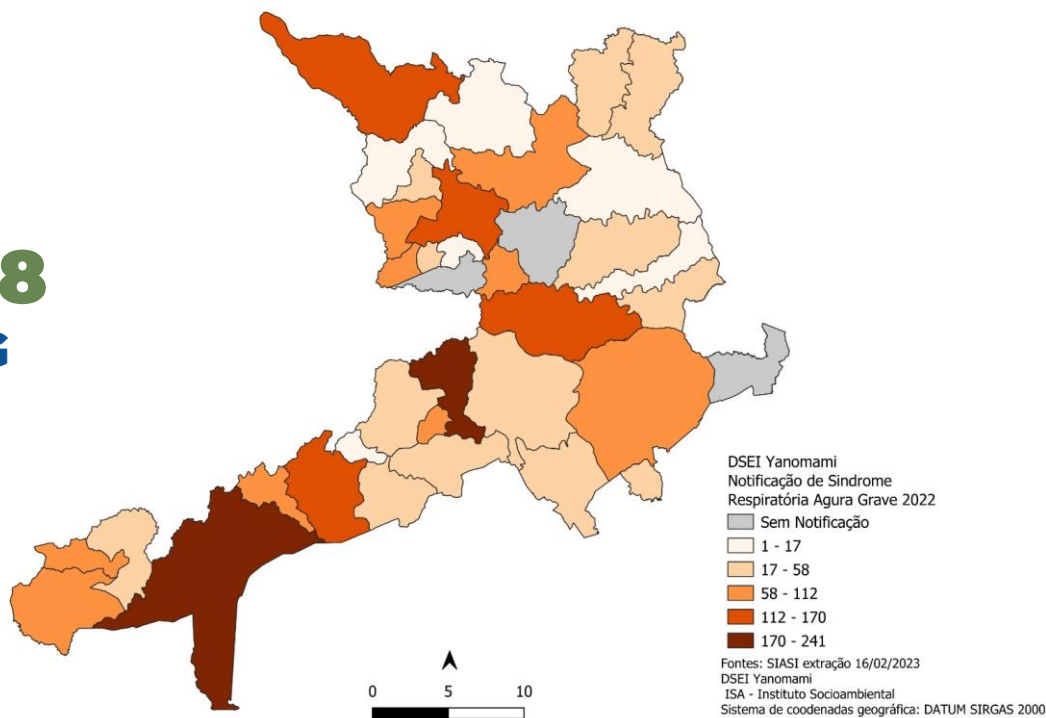 8
G
DSEI Yanomami
Notificação de Sindrome
Respiratória Agura Grave 2022
Sem Notificação
1 - 17
17 - 58
58 - 112
112 - 170
170 - 241
Fontes: SIASI extração 16/02/2023
DSEI Yanomami
ISA - Instituto Socioambiental
Sistema de coodenadas geográfica: DATUM SIRGAS 2000
0 5 10